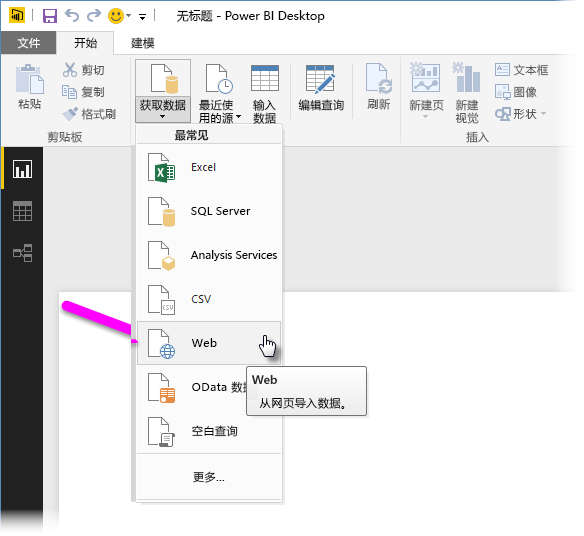 无标题 - Power BI Desktop
文件
开始
建模
粘贴
剪切
复制
格式刷
剪贴板
获取数据
最近使
用的源
输入
数据
编辑查询
刷新
新建页
新建
视觉
文本框
图像
形状
插入
最常见
Excel
SQL Server
Analysis Services
CSV
CSV
Web
OData 数据
空白查询
更多...
Web
从网页导入数据。